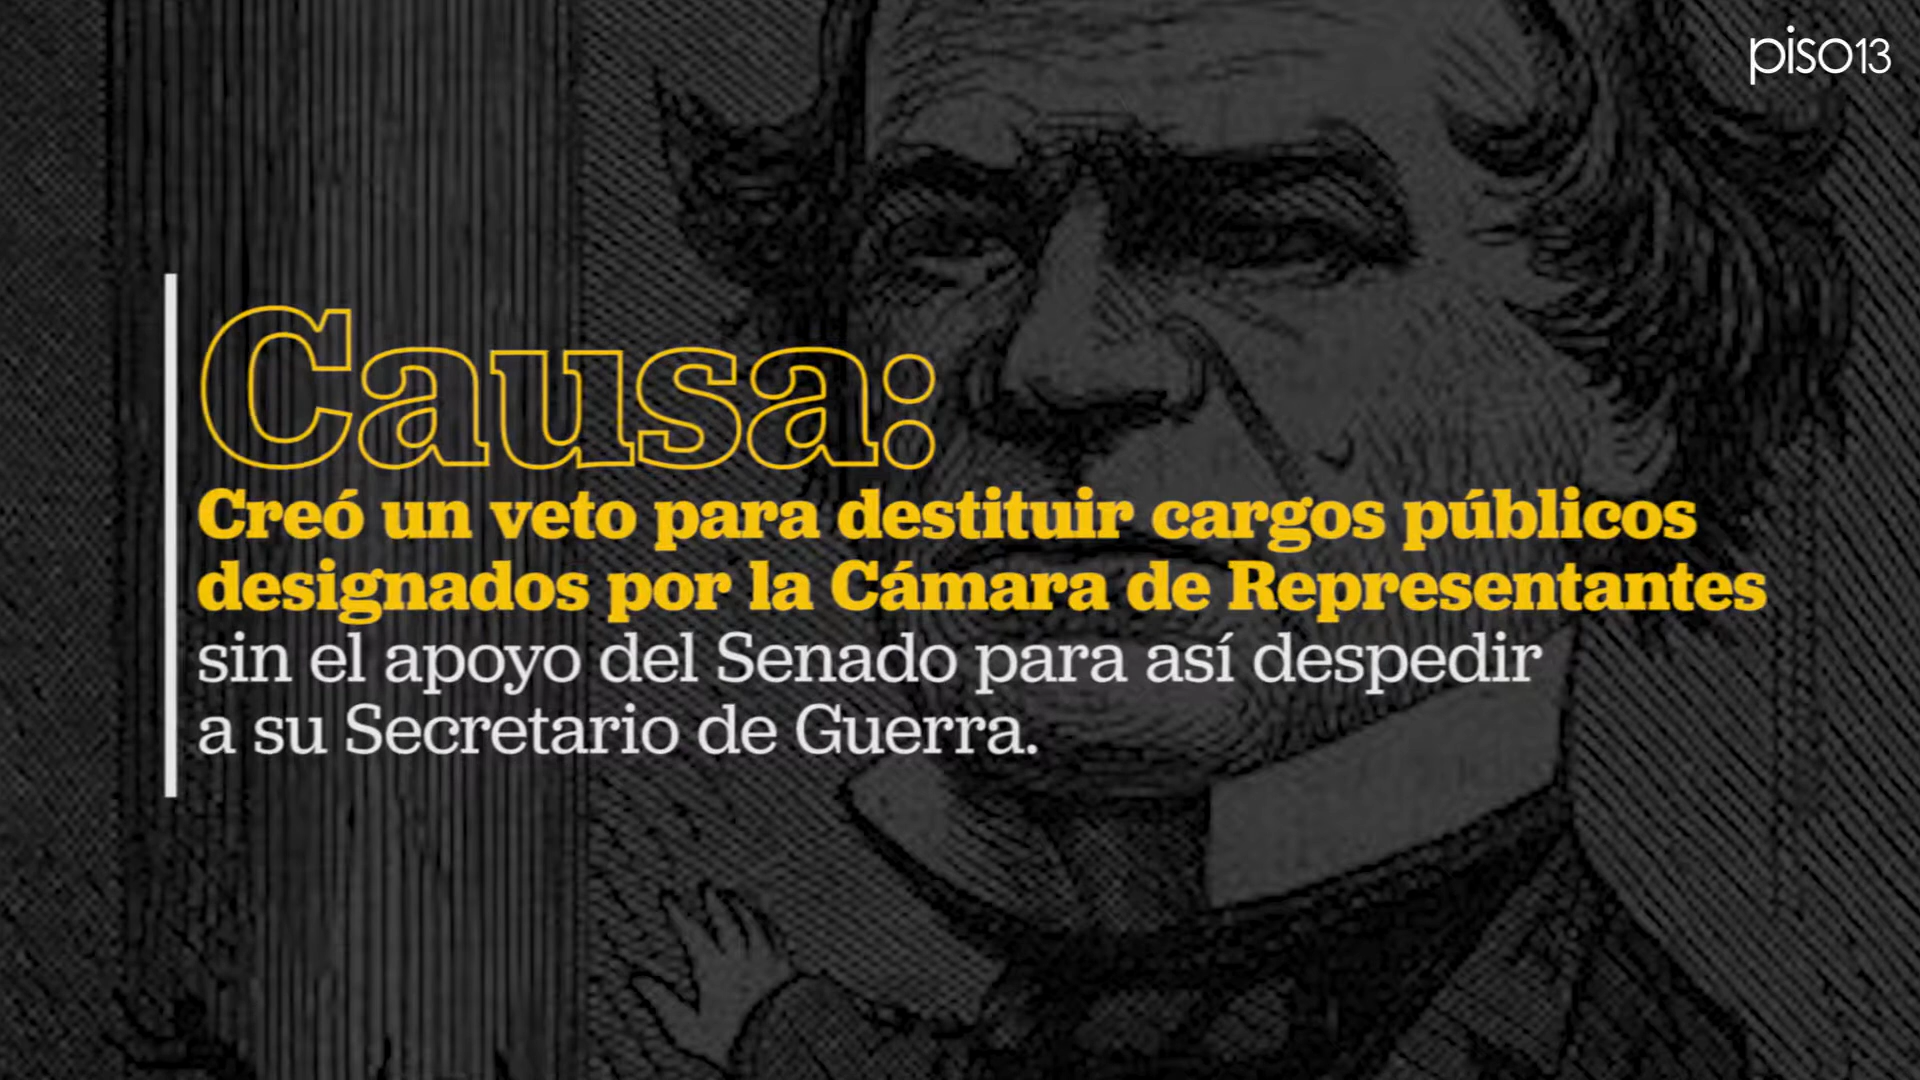 piso13
Causa:
Creó un veto para destituir cargos públicos
designados por la Cámara de Representantes
sin el apoyo del Senado para así despedir
a su Secretario de Guerra.